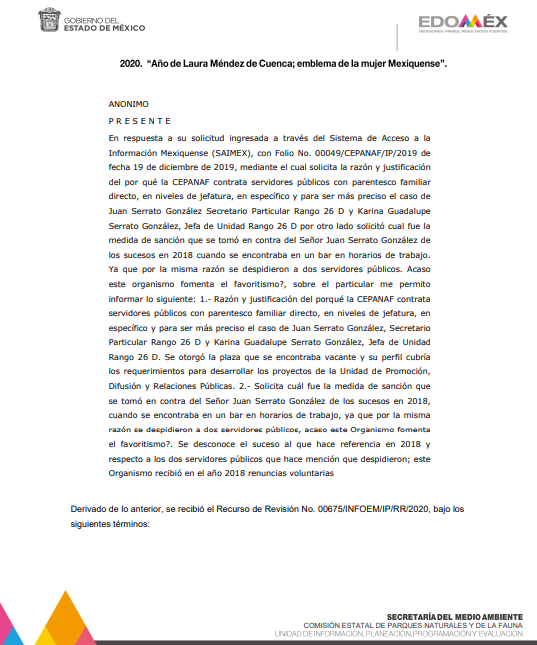 GOBIERNO DEL
ESTADO DE MÉXICO
EDOMÉX
DECISIONES FIRMES, RESULTADOS FUERTES.
2020. “Año de Laura Méndez de Cuenca; emblema de la mujer Mexiquense”.
ANONIMO
P R E S E N T E
En respuesta a su solicitud ingresada a través del Sistema de Acceso a la
Información Mexiquense (SAIMEX), con Folio No. 00049/CEPANAF/IP/2019 de
fecha 19 de diciembre de 2019, mediante el cual solicita la razón y justificación
del por qué la CEPANAF contrata servidores públicos con parentesco familiar
directo, en niveles de jefatura, en específico y para ser más preciso el caso de
Juan Serrato González Secretario Particular Rango 26 D y Karina Guadalupe
Serrato González, Jefa de Unidad Rango 26 D por otro lado solicitó cual fue la
medida de sanción que se tomó en contra del Señor Juan Serrato González de
los sucesos en 2018 cuando se encontraba en un bar en horarios de trabajo.
Ya que por la misma razón se despidieron a dos servidores públicos. Acaso
este organismo fomenta el favoritismo?, sobre el particular me permito
informar lo siguiente: 1.- Razón y justificación del porqué la CEPANAF contrata
servidores públicos con parentesco familiar directo, en niveles de jefatura, en
específico y para ser más preciso el caso de Juan Serrato González, Secretario
Particular Rango 26 D y Karina Guadalupe Serrato González, Jefa de Unidad
Rango 26 D. Se otorgó la plaza que se encontraba vacante y su perfil cubría
los requerimientos para desarrollar los proyectos de la Unidad de Promoción,
Difusión y Relaciones Públicas. 2.- Solicita cuál fue la medida de sanción que
se tomó en contra del Señor Juan Serrato González de los sucesos en 2018,
cuando se encontraba en un bar en horarios de trabajo, ya que por la misma
razón se despidieron a dos servidores públicos, acaso este Organismo fomenta
el favoritismo?. Se desconoce el suceso al que hace referencia en 2018 y
respecto a los dos servidores públicos que hace mención que despidieron; este
Organismo recibió en el año 2018 renuncias voluntarias
Derivado de lo anterior, se recibió el Recurso de Revisión No. 00675/INFOEM/IP/RR/2020, bajo los
siguientes términos:
SECRETARÍA DEL MEDIO AMBIENTE
COMISIÓN ESTATAL DE PARQUES NATURALES Y DE LA FAUNA
UNIDAD DE INFORMACIÓN, PLANEACIÓN, PROGRAMACIÓN Y EVALUACIÓN